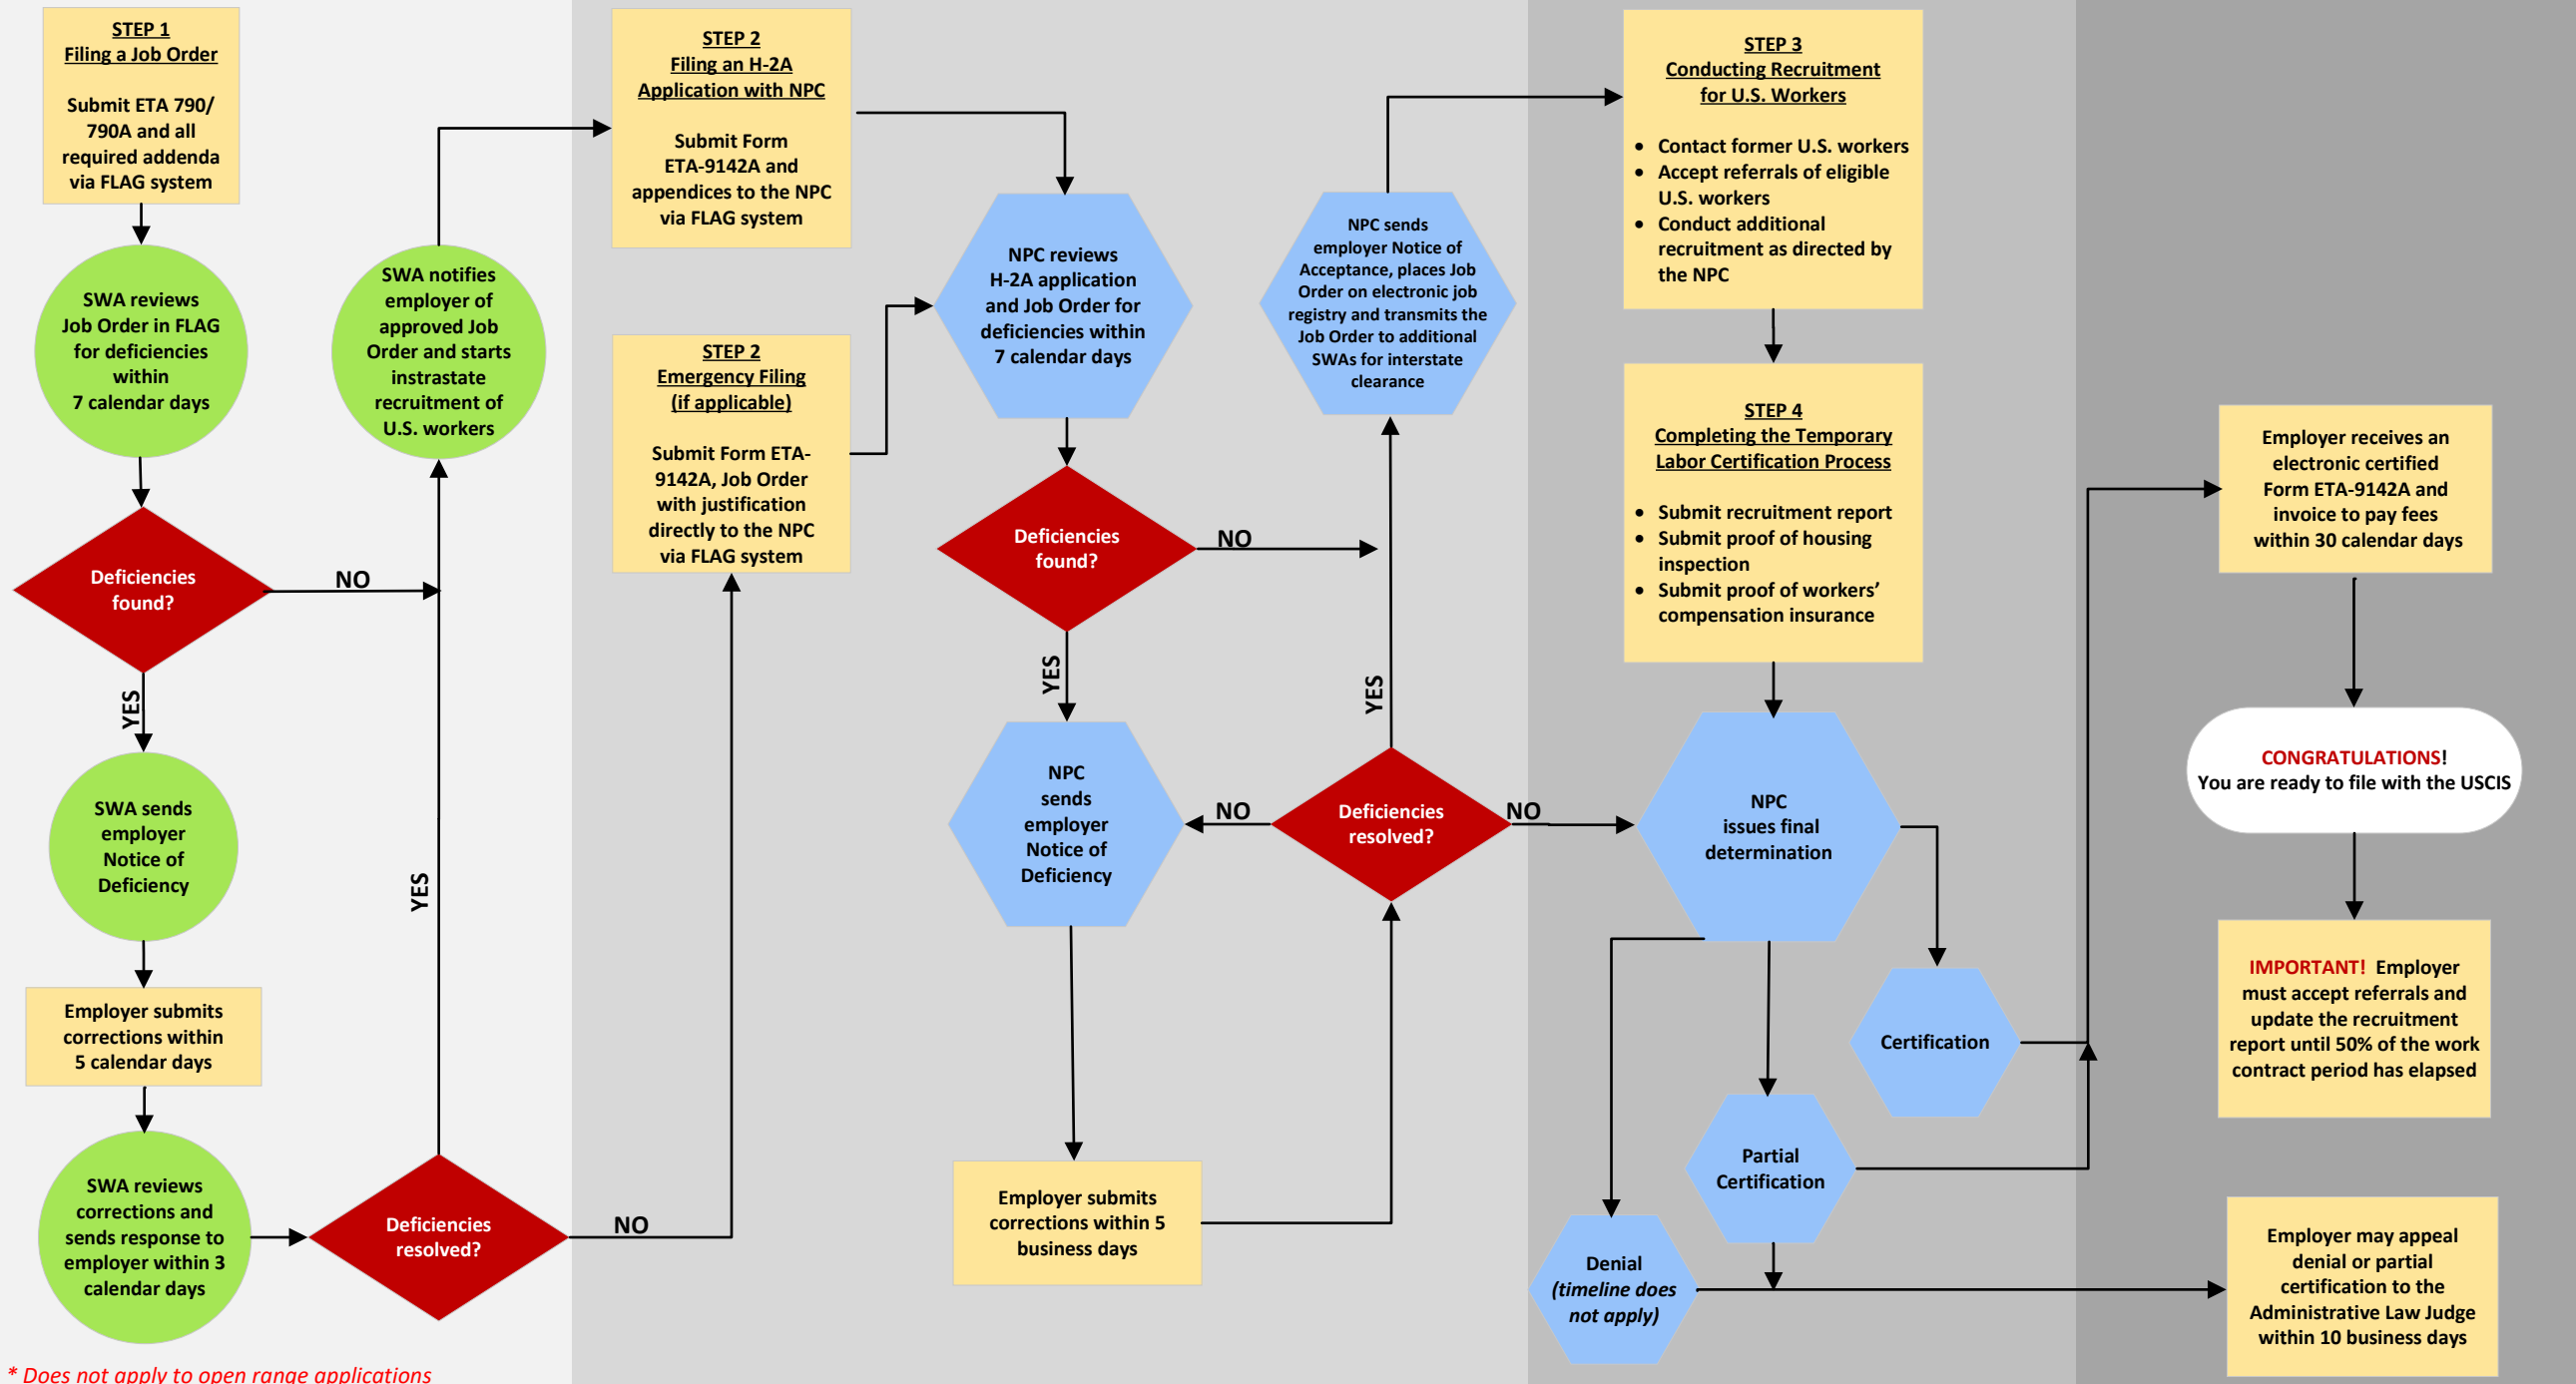 STEP 1
Filing a Job Order
Submit ETA 790/
790A and all
required addenda
via FLAG system
SWA reviews
Job Order in FLAG
for deficiencies
within
7 calendar days
Deficiencies
found?
NO
YES
SWA sends
employer
Notice of
Deficiency
Employer submits
corrections within
5 calendar days
SWA reviews
corrections and
sends response to
employer within 3
calendar days
Deficiencies
resolved?
YES
NO
SWA notifies
employer of
approved Job
Order and starts
instrastate
recruitment of
U.S. workers
* Does not apply to open range applications
STEP 2
Filing an H-2A
Application with NPC
Submit Form
ETA-9142A and
appendices to the NPC
via FLAG system
STEP 2
Emergency Filing
(if applicable)
Submit Form ETA-
9142A, Job Order
with justification
directly to the NPC
via FLAG system
NPC reviews
H-2A application
and Job Order for
deficiencies within
7 calendar days
Deficiencies
found?
NO
YES
NPC
sends
employer
Notice of
Deficiency
Employer submits
corrections within 5
business days
Deficiencies
resolved?
NO
YES
NO
NPC sends
employer Notice of
Acceptance, places Job
Order on electronic job
registry and transmits the
Job Order to additional
SWAs for interstate
clearance
STEP 3
Conducting Recruitment
for U.S. Workers
• Contact former U.S. workers
• Accept referrals of eligible
U.S. workers
• Conduct additional
recruitment as directed by
the NPC
STEP 4
Completing the Temporary
Labor Certification Process
• Submit recruitment report
• Submit proof of housing
inspection
• Submit proof of workers’
compensation insurance
NPC
issues final
determination
Certification
Partial
Certification
Denial
(timeline does
not apply)
Employer receives an
electronic certified
Form ETA-9142A and
invoice to pay fees
within 30 calendar days
CONGRATULATIONS!
You are ready to file with the USCIS
IMPORTANT! Employer
must accept referrals and
update the recruitment
report until 50% of the work
contract period has elapsed
Employer may appeal
denial or partial
certification to the
Administrative Law Judge
within 10 business days